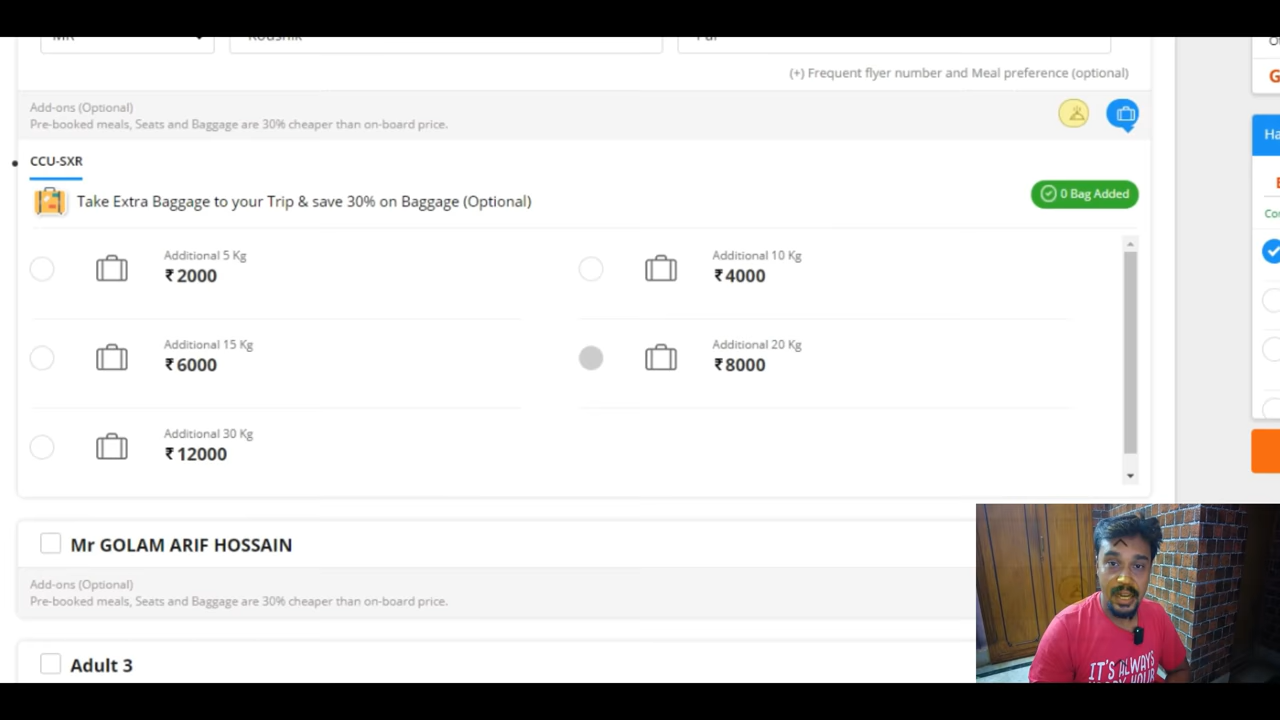 (+) Frequent flyer number and Meal preference (optional)
Add-ons (Optional)
Pre-booked meals, Seats and Baggage are 30% cheaper than on-board price.
CCU-SXR
Take Extra Baggage to your Trip & save 30% on Baggage (Optional)
0 Bag Added
Additional 5 Kg
₹2000
Additional 10 Kg
₹4000
Additional 15 Kg
₹6000
Additional 20 Kg
₹8000
Additional 30 Kg
₹12000
Mr GOLAM ARIF HOSSAIN
Add-ons (Optional)
Pre-booked meals, Seats and Baggage are 30% cheaper than on-board price.
Adult 3
IT'S ALWAYS
HOUR